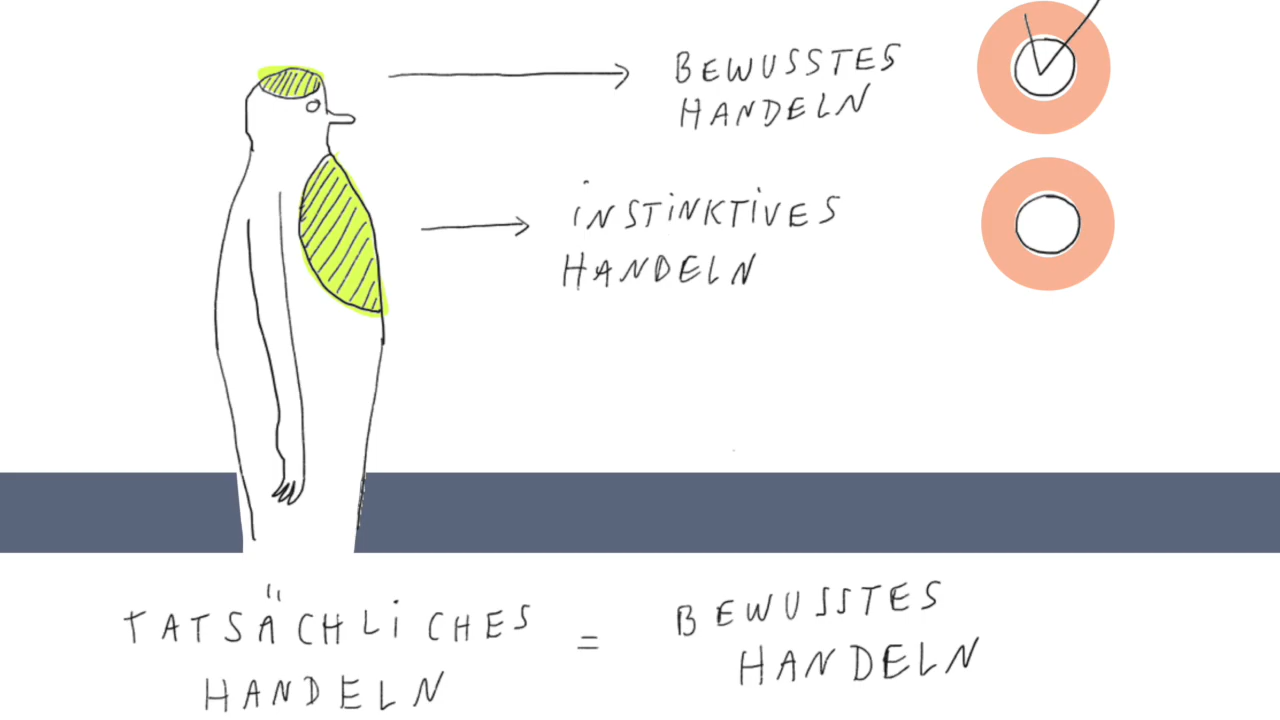 BEWUSSTES
HANDELN
iNSTiNKTiVES
HANDELN
TATSÄCHLiCHES
HANDELN
=
BEWUSSTES
HANDELN